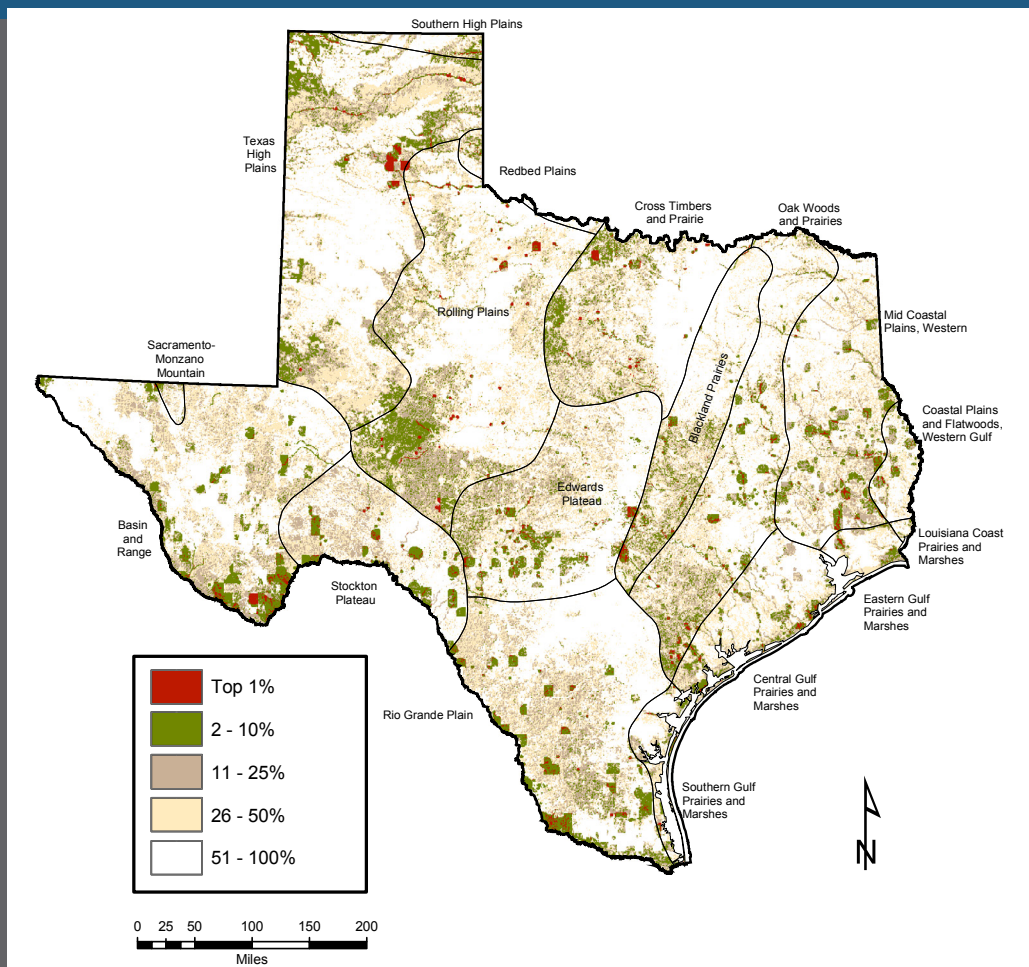 Southern High Plains
Texas
High
Plains
Redbed Plains
Cross Timbers
and Prairie
Oak Woods
and Prairies
Rolling Plains
Mid Coastal
Plains, Western
Sacramento-
Monzano
Mountain
Blackland Prairies
Coastal Plains
and Flatwoods,
Western Gulf
Edwards
Plateau
Basin
and
Range
Louisiana Coast
Prairies and
Marshes
Stockton
Plateau
Eastern Gulf
Prairies and
Marshes
Central Gulf
Prairies and
Marshes
Rio Grande Plain
Southern Gulf
Prairies and
Marshes
Top 1%
2 - 10%
11 - 25%
26 - 50%
51 - 100%
N
0 25 50 100 150 200
Miles